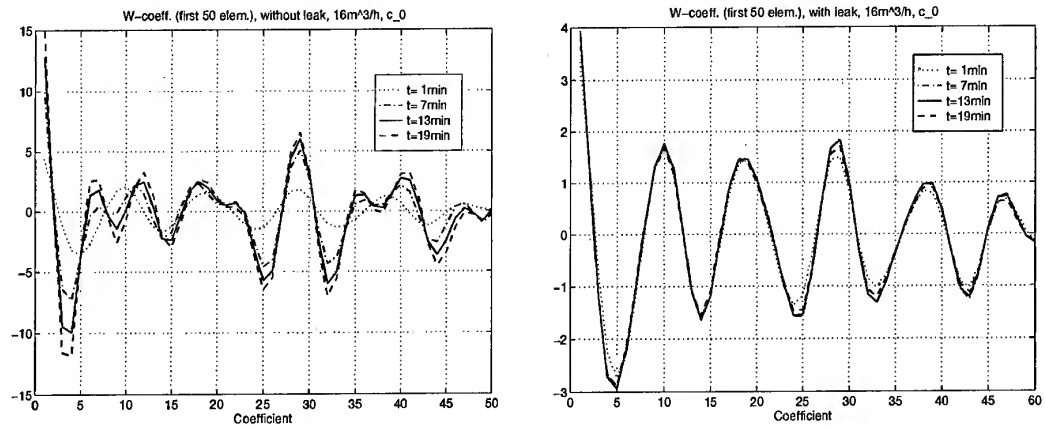 W-coeff. (first 50 elem.), without leak, 16m^3/h, c_0
15
10
5
0
-5
-10
-15
t= 1min
t= 7min
t=13min
t=19min
0 5 10 15 20 25 30 35 40 45 50
Coefficient
W-coeff. (first 50 elem.), with leak, 16m^3/h, c_0
4
3
2
1
0
-1
-2
-3
t= 1min
t= 7min
t=13min
t=19min
0 5 10 15 20 25 30 35 40 45 50 60
Coefficient